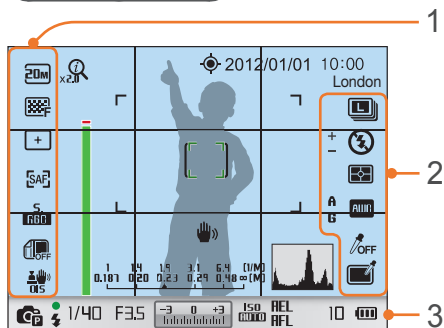 1
2012/01/01 10:00
London
20M
x2.0
F
L
+
-
2
SAF
AWB
A
G
S
OFF
OFF
1 1.4 1.9 3.1 6.4 (1/M)
0.187 0.20 0.23 0.29 0.48 ∞ (M)
OIS
P
1/40 F3.5
-3 0 +3
ISO
AUTO
AEL
AFL
10
3